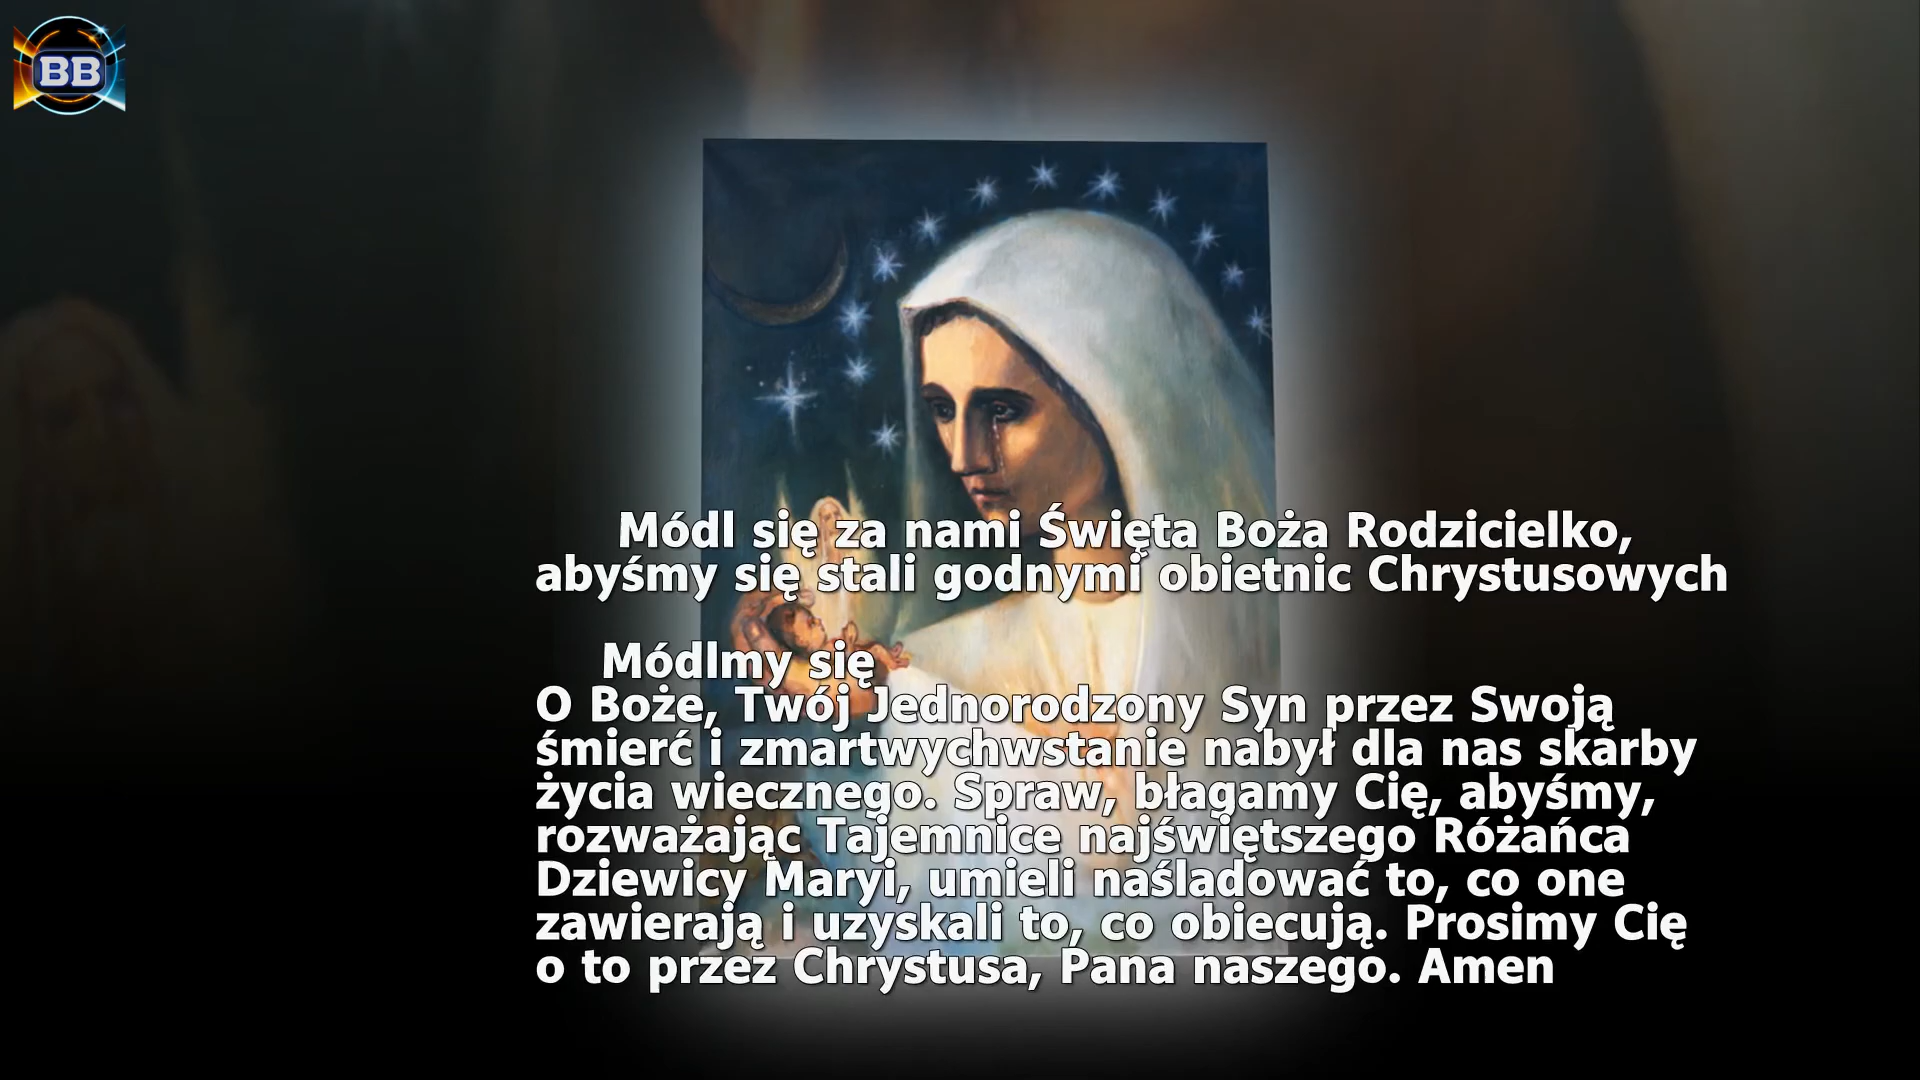 BB
Módl się za nami Święta Boża Rodzicielko,
abyśmy się stali godnymi obietnic Chrystusowych
Módlmy się
O Boże, Twój Jednorodzony Syn przez Swoją
śmierć i zmartwychwstanie nabył dla nas skarby
życia wiecznego. Spraw, błagamy Cię, abyśmy,
rozważając Tajemnice najświętszego Różańca
Dziewicy Maryi, umieli naśladować to, co one
zawierają i uzyskali to, co obiecują. Prosimy Cię
o to przez Chrystusa, Pana naszego. Amen